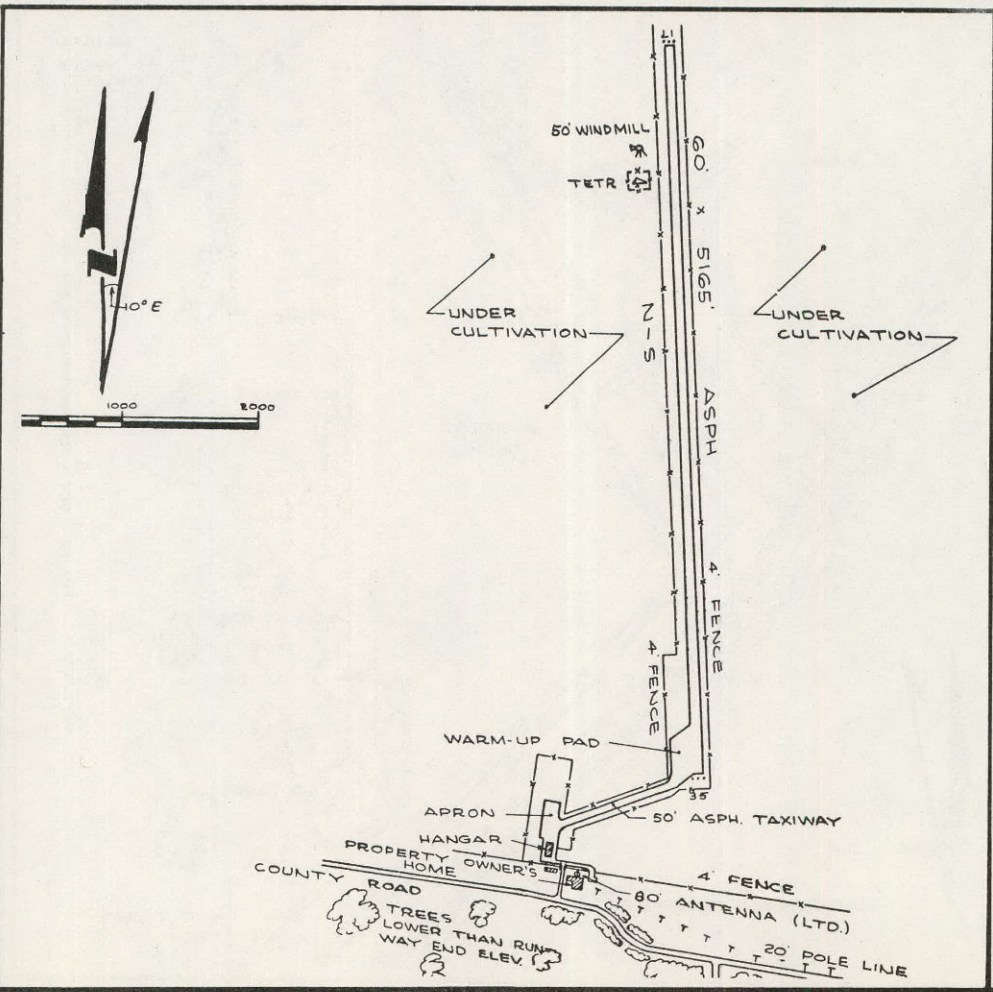 17
50' WINDMILL
TETR
60' x 5165' ASPH
N
10° E
UNDER
CULTIVATION
UNDER
CULTIVATION
N-S
1000
2000
4' FENCE
4' FENCE
WARM-UP PAD
35
APRON
50' ASPH. TAXIWAY
HANGAR
PROPERTY OWNER'S
HOME
4' FENCE
COUNTY ROAD
80' ANTENNA (LTD.)
TREES
LOWER THAN RUN-
WAY END ELEV.
T T T T T T T T T T T
20' POLE LINE